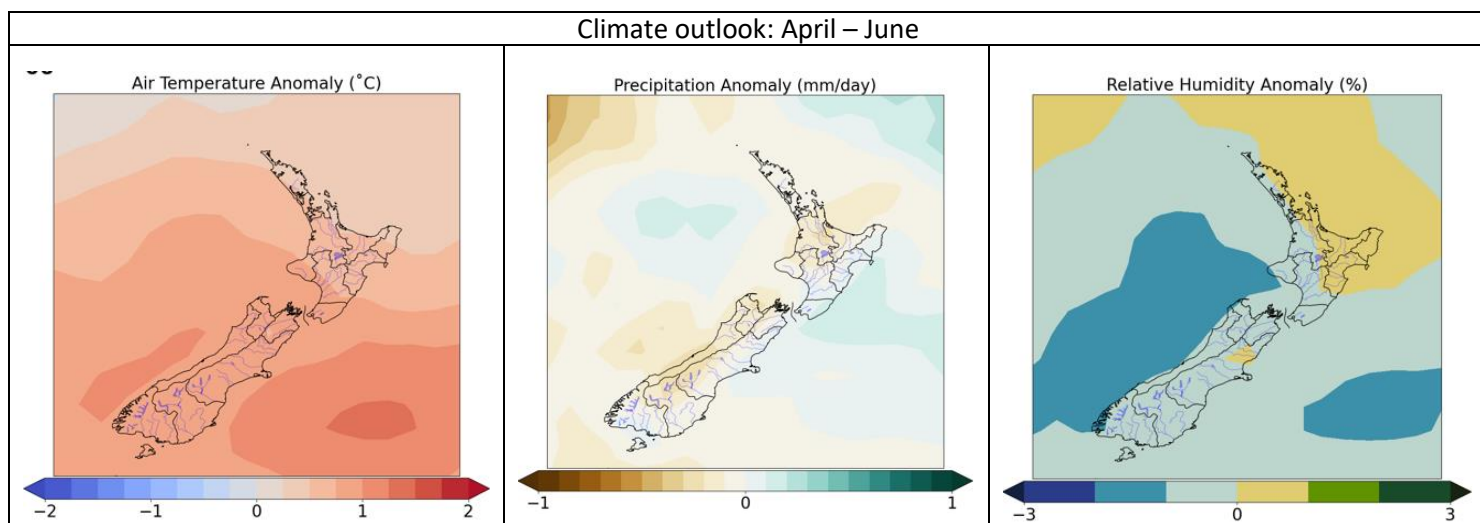 Climate outlook: April – June
Air Temperature Anomaly (˚C)
−2 −1 0 1 2
Precipitation Anomaly (mm/day)
−1 0 1
Relative Humidity Anomaly (%)
−3 0 3